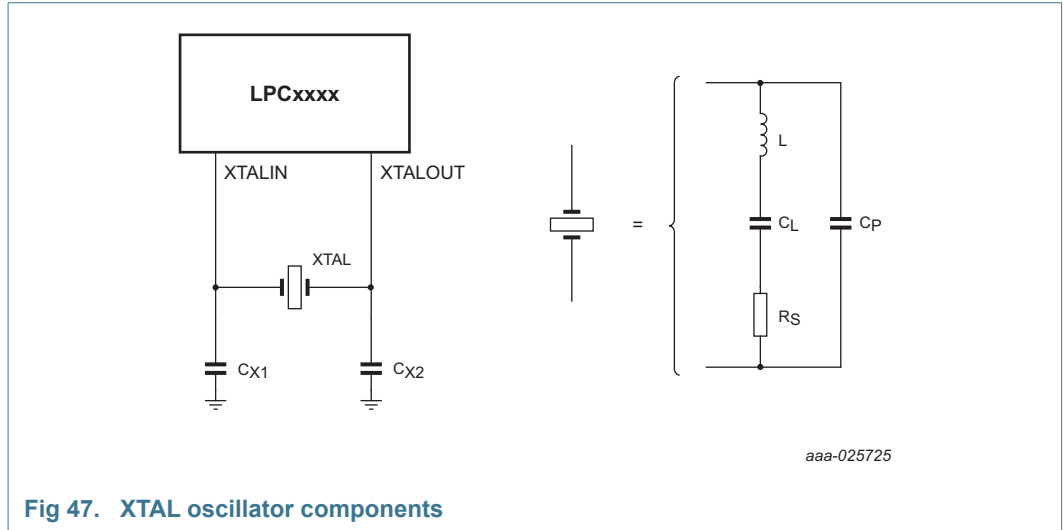 LPCxxxx
XTALIN
XTALOUT
XTAL
CX1
CX2
=
L
CL
CP
RS
aaa-025725
Fig 47. XTAL oscillator components